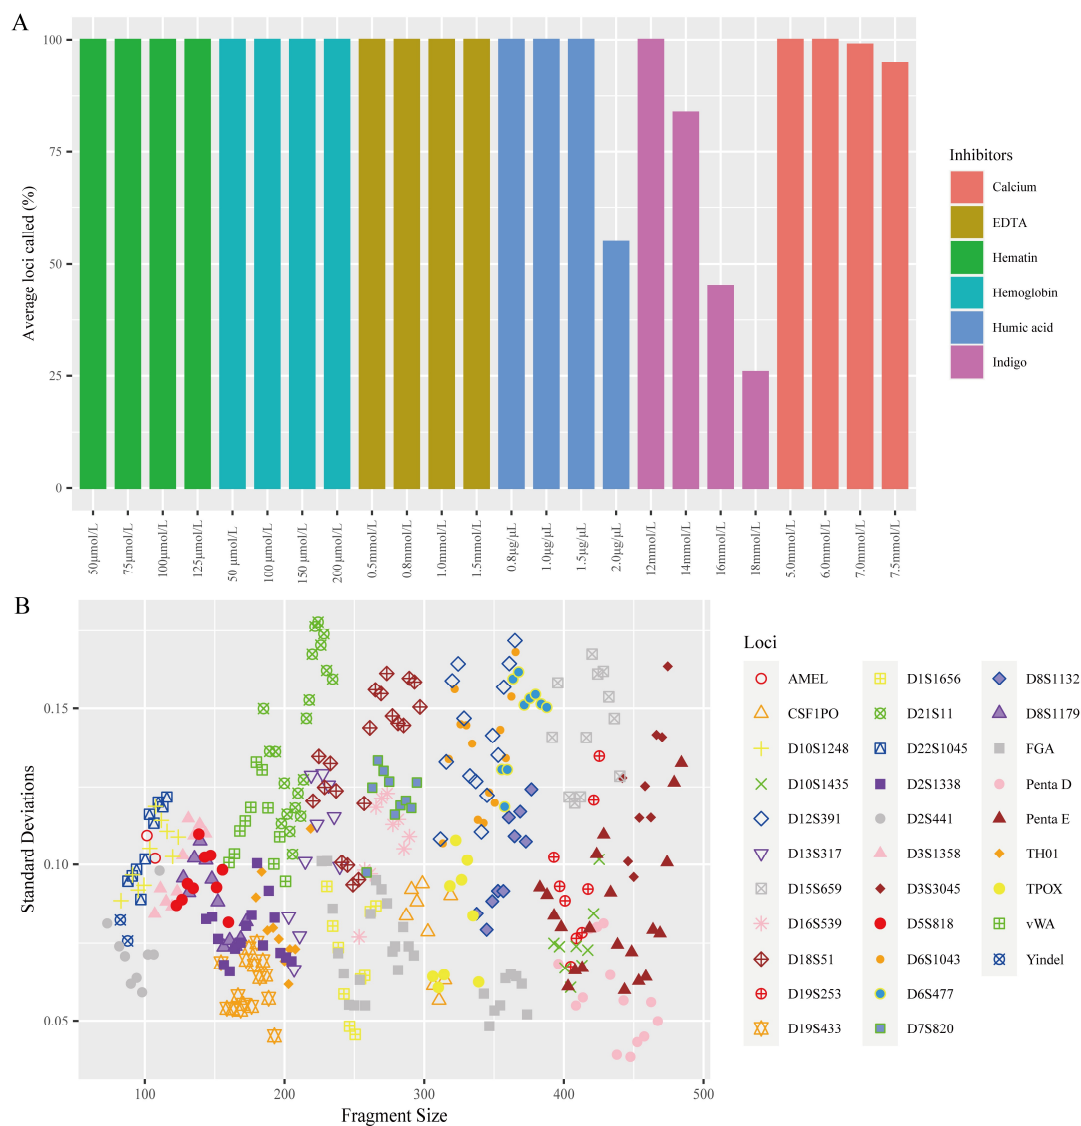 A
Average loci called (%)
100
75
50
25
0
50μmol/L
75μmol/L
100μmol/L
125μmol/L
50 μmol/L
100 μmol/L
150 μmol/L
200 μmol/L
0.5mmol/L
0.8mmol/L
1.0mmol/L
1.5mmol/L
0.8μg/μL
1.0μg/μL
1.5μg/μL
2.0μg/μL
12mmol/L
14mmol/L
16mmol/L
18mmol/L
5.0mmol/L
6.0mmol/L
7.0mmol/L
7.5mmol/L
Inhibitors
Calcium
EDTA
Hematin
Hemoglobin
Humic acid
Indigo
B
Standard Deviations
0.15
0.10
0.05
100
200
300
400
500
Fragment Size
Loci
AMEL
CSF1PO
D10S1248
D10S1435
D12S391
D13S317
D15S659
D16S539
D18S51
D19S253
D19S433
D1S1656
D21S11
D22S1045
D2S1338
D2S441
D3S1358
D3S3045
D5S818
D6S1043
D6S477
D7S820
D8S1132
D8S1179
FGA
Penta D
Penta E
TH01
TPOX
vWA
Yindel